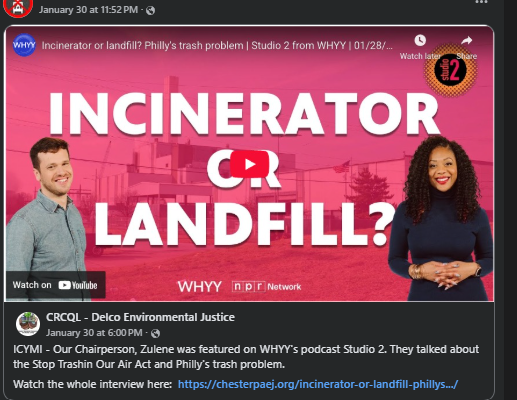 January 30 at 11:52 PM ·
WHYY
Incinerator or landfill? Philly's trash problem | Studio 2 from WHYY | 01/28/...
Watch later
Share
studio 2
INCINERATOR
OR
LANDFILL?
Watch on YouTube
WHYY npr Network
CRCQL - Delco Environmental Justice
January 30 at 6:00 PM ·
ICYMI - Our Chairperson, Zulene was featured on WHYY's podcast Studio 2. They talked about
the Stop Trashin Our Air Act and Philly's trash problem.
Watch the whole interview here: https://chesterpaej.org/incinerator-or-landfill-phillys.../